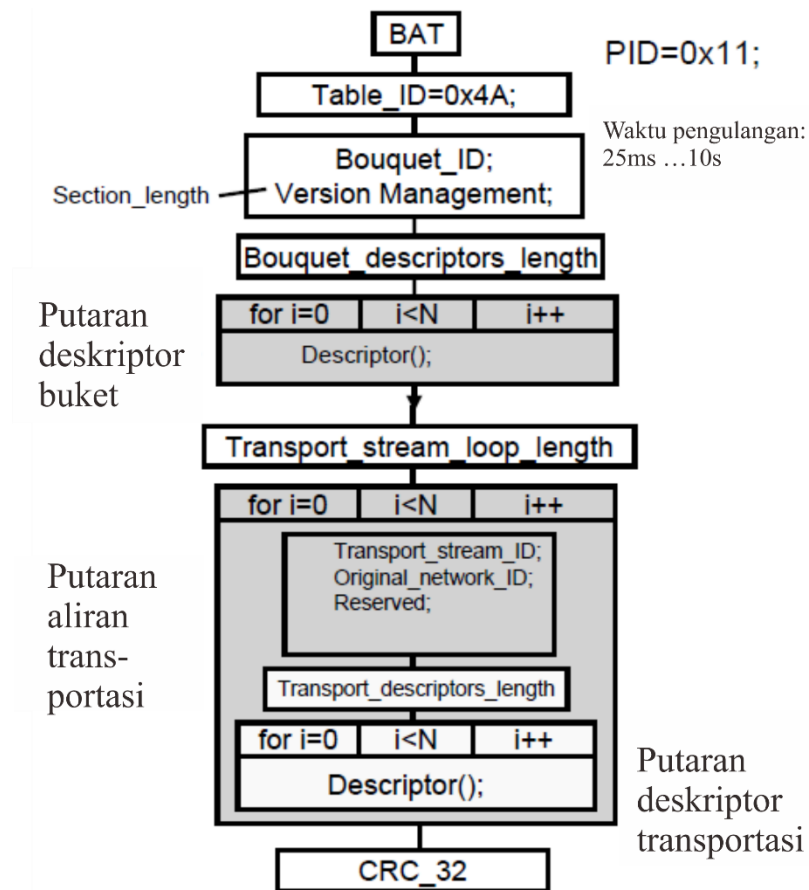 BAT
PID=0x11;
Table_ID=0x4A;
Waktu pengulangan:
25ms …10s
Bouquet_ID;
Section_length
Version Management;
Bouquet_descriptors_length
Putaran
deskriptor
buket
for i=0 i<N i++
Descriptor();
Transport_stream_loop_length
for i=0 i<N i++
Transport_stream_ID;
Original_network_ID;
Reserved;
Putaran
aliran
trans-
portasi
Transport_descriptors_length
for i=0 i<N i++
Descriptor();
Putaran
deskriptor
transportasi
CRC_32